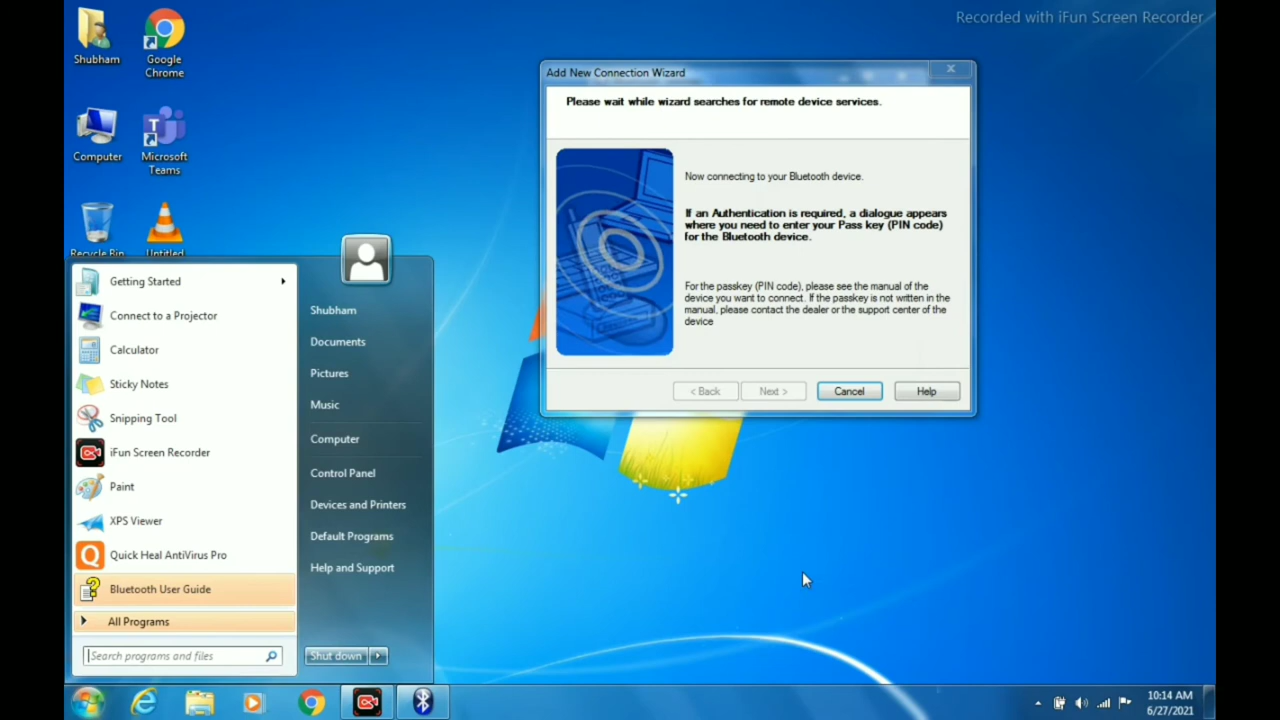 Recorded with iFun Screen Recorder
Shubham
Google
Chrome
Computer
Microsoft
Teams
Recycle Bin
Untitled
Add New Connection Wizard
Please wait while wizard searches for remote device services.
Now connecting to your Bluetooth device.
If an Authentication is required, a dialogue appears
where you need to enter your Pass key (PIN code)
for the Bluetooth device.
For the passkey (PIN code), please see the manual of the
device you want to connect. If the passkey is not written in the
manual, please contact the dealer or the support center of the
device
< Back
Next >
Cancel
Help
Getting Started
Connect to a Projector
Calculator
Sticky Notes
Snipping Tool
iFun Screen Recorder
Paint
XPS Viewer
Quick Heal AntiVirus Pro
Bluetooth User Guide
All Programs
Search programs and files
Shubham
Documents
Pictures
Music
Computer
Control Panel
Devices and Printers
Default Programs
Help and Support
Shut down
10:14 AM
6/27/2021